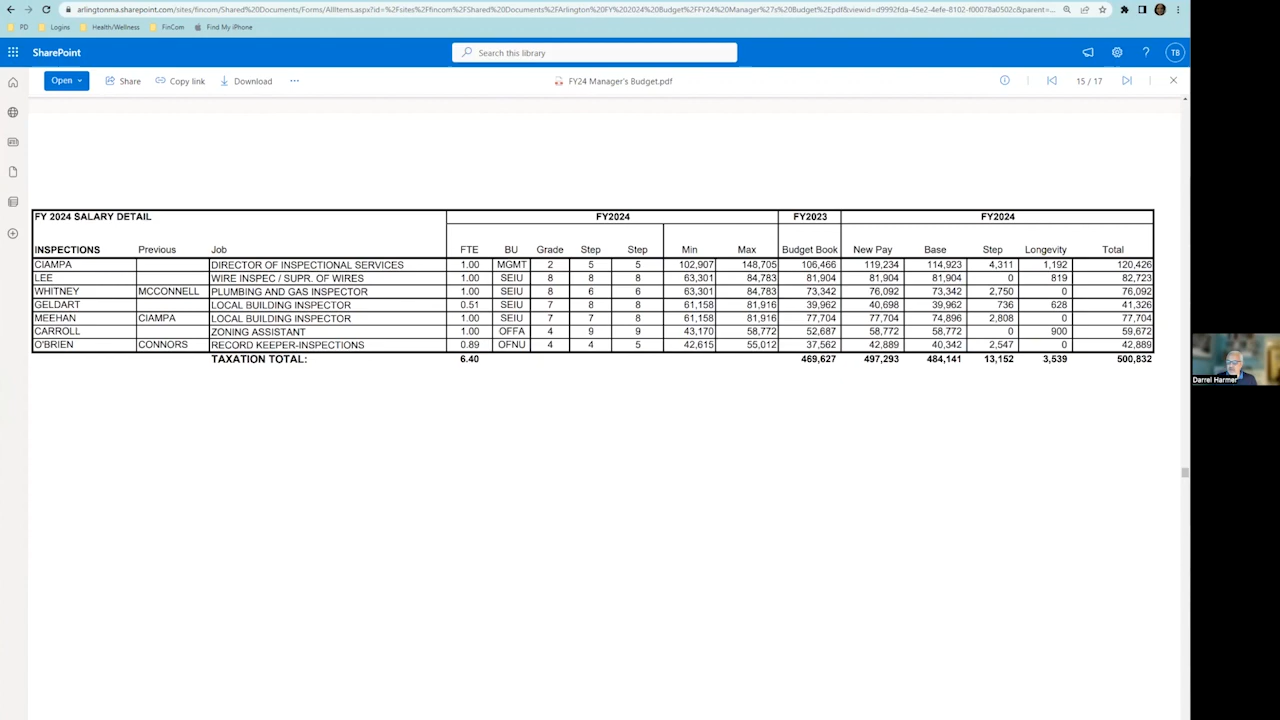 arlingtonma.sharepoint.com/sites/fincom/Shared%20Documents/Forms/AllItems.aspx?id=%2Fsites%2Ffincom%2FShared%20Documents%2FArlington%20FY%202024%20Budget%2FFY24%20Manager%27s%20Budget%2Epdf&viewid=d9992fda-45e2-4efe-8102-f00078a0502c&parent=...
PD Logins Health/Wellness FinCom Find My iPhone
SharePoint Search this library ? TB
Open Share Copy link Download ... FY24 Manager's Budget.pdf 15 / 17
FY 2024 SALARY DETAIL FY2024 FY2023 FY2024
INSPECTIONS Previous Job FTE BU Grade Step Step Min Max Budget Book New Pay Base Step Longevity Total
CIAMPA DIRECTOR OF INSPECTIONAL SERVICES 1.00 MGMT 2 5 5 102,907 148,705 106,466 119,234 114,923 4,311 1,192 120,426
LEE WIRE INSPEC / SUPR. OF WIRES 1.00 SEIU 8 8 8 63,301 84,783 81,904 81,904 81,904 0 819 82,723
WHITNEY MCCONNELL PLUMBING AND GAS INSPECTOR 1.00 SEIU 8 6 6 63,301 84,783 73,342 76,092 73,342 2,750 0 76,092
GELDART LOCAL BUILDING INSPECTOR 0.51 SEIU 7 8 8 61,158 81,916 39,962 40,698 39,962 736 628 41,326
MEEHAN CIAMPA LOCAL BUILDING INSPECTOR 1.00 SEIU 7 7 8 61,158 81,916 77,704 77,704 74,896 2,808 0 77,704
CARROLL ZONING ASSISTANT 1.00 OFFA 4 9 9 43,170 58,772 52,687 58,772 58,772 0 900 59,672
O'BRIEN CONNORS RECORD KEEPER-INSPECTIONS 0.89 OFNU 4 4 5 42,615 55,012 37,562 42,889 40,342 2,547 0 42,889
TAXATION TOTAL: 6.40 469,627 497,293 484,141 13,152 3,539 500,832
Darrel Harmer